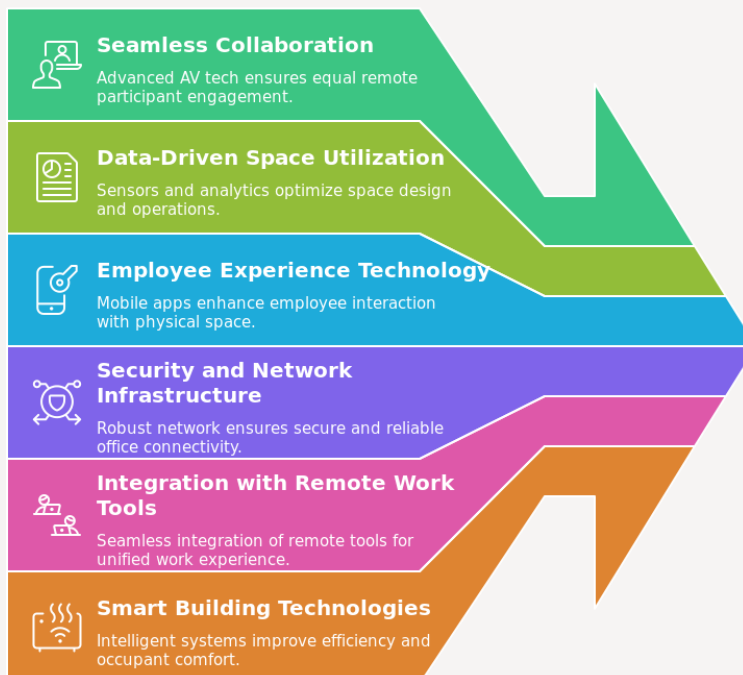 Seamless Collaboration
Advanced AV tech ensures equal remote
participant engagement.
Data-Driven Space Utilization
Sensors and analytics optimize space design
and operations.
Employee Experience Technology
Mobile apps enhance employee interaction
with physical space.
Security and Network
Infrastructure
Robust network ensures secure and reliable
office connectivity.
Integration with Remote Work
Tools
Seamless integration of remote tools for
unified work experience.
Smart Building Technologies
Intelligent systems improve efficiency and
occupant comfort.